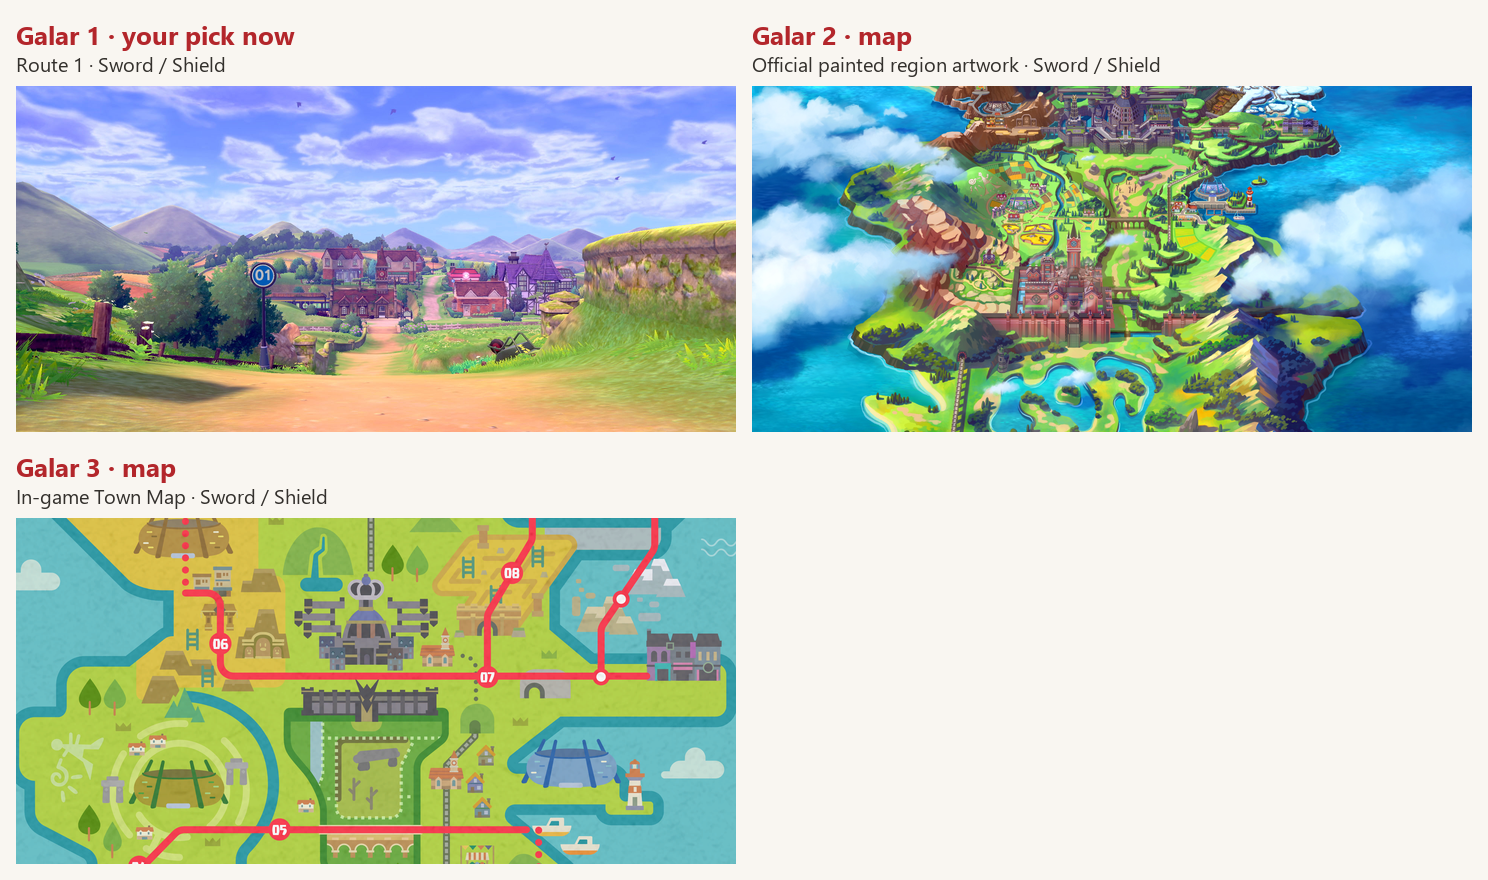 Galar 1 · your pick now
Route 1 · Sword / Shield
01
Galar 2 · map
Official painted region artwork · Sword / Shield
Galar 3 · map
In-game Town Map · Sword / Shield
08
06
07
05